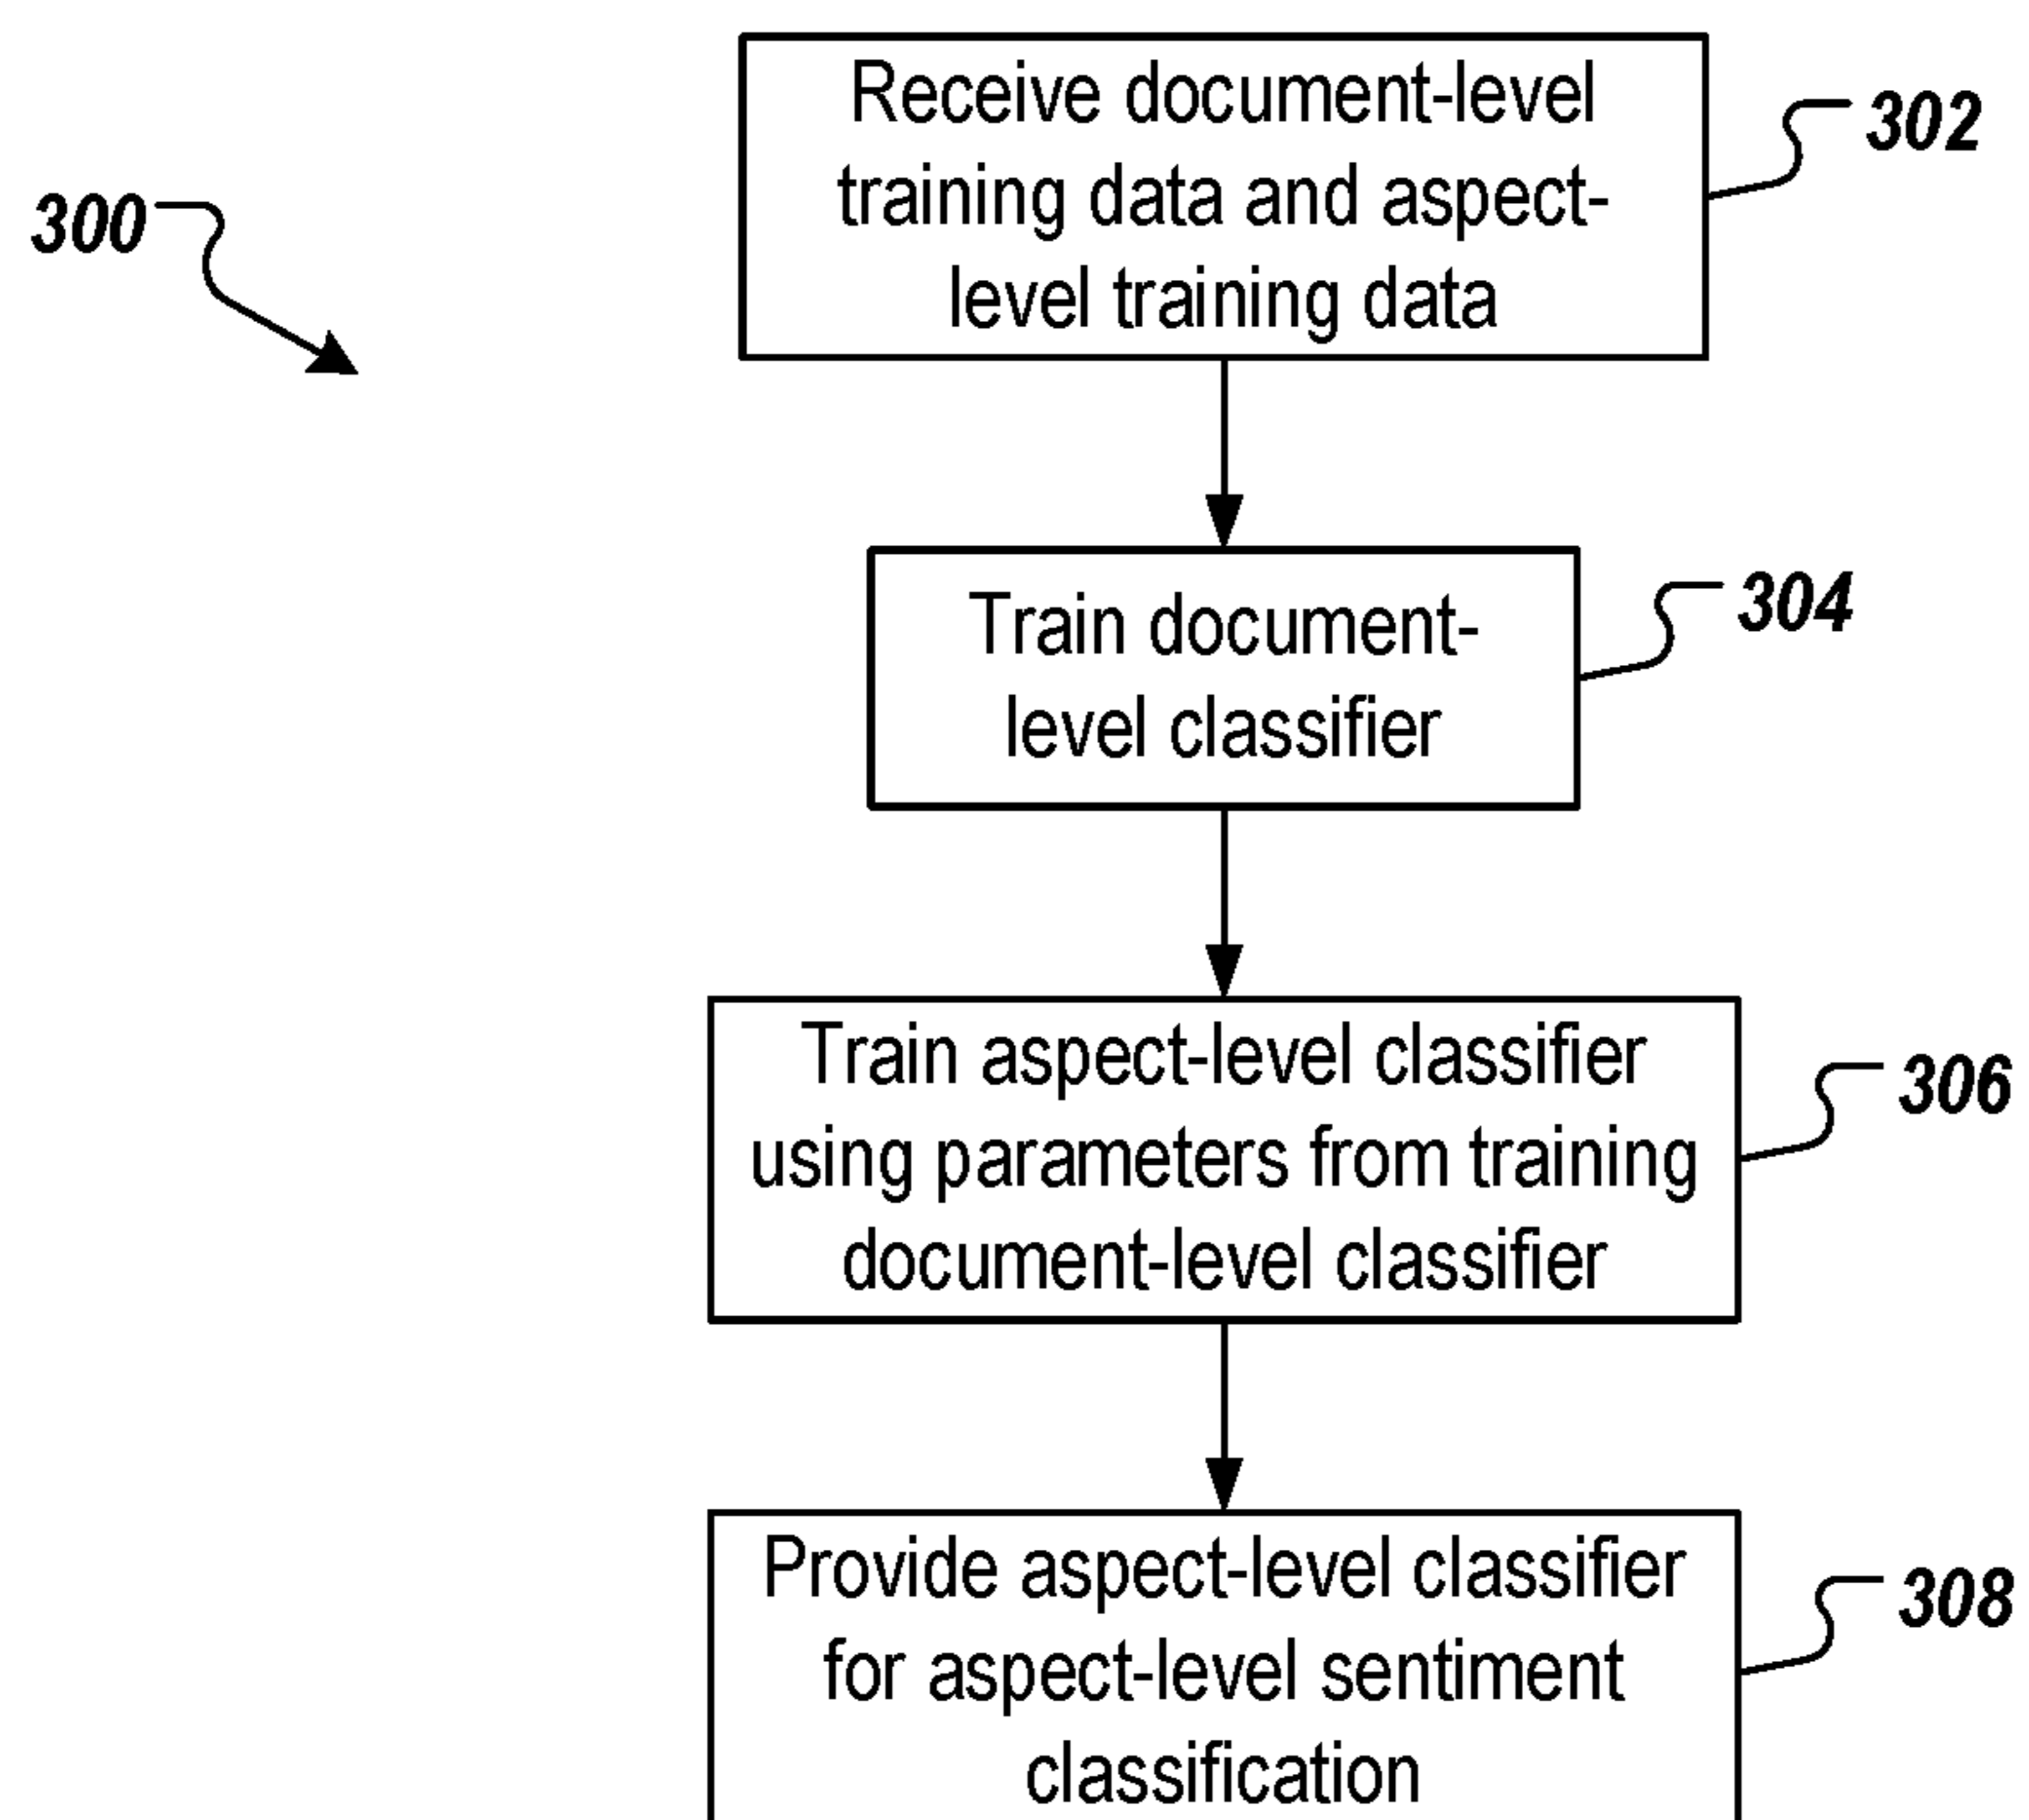 Receive document-level
training data and aspect-
level training data
302
300
Train document-
level classifier
304
Train aspect-level classifier
using parameters from training
document-level classifier
306
Provide aspect-level classifier
for aspect-level sentiment
classification
308